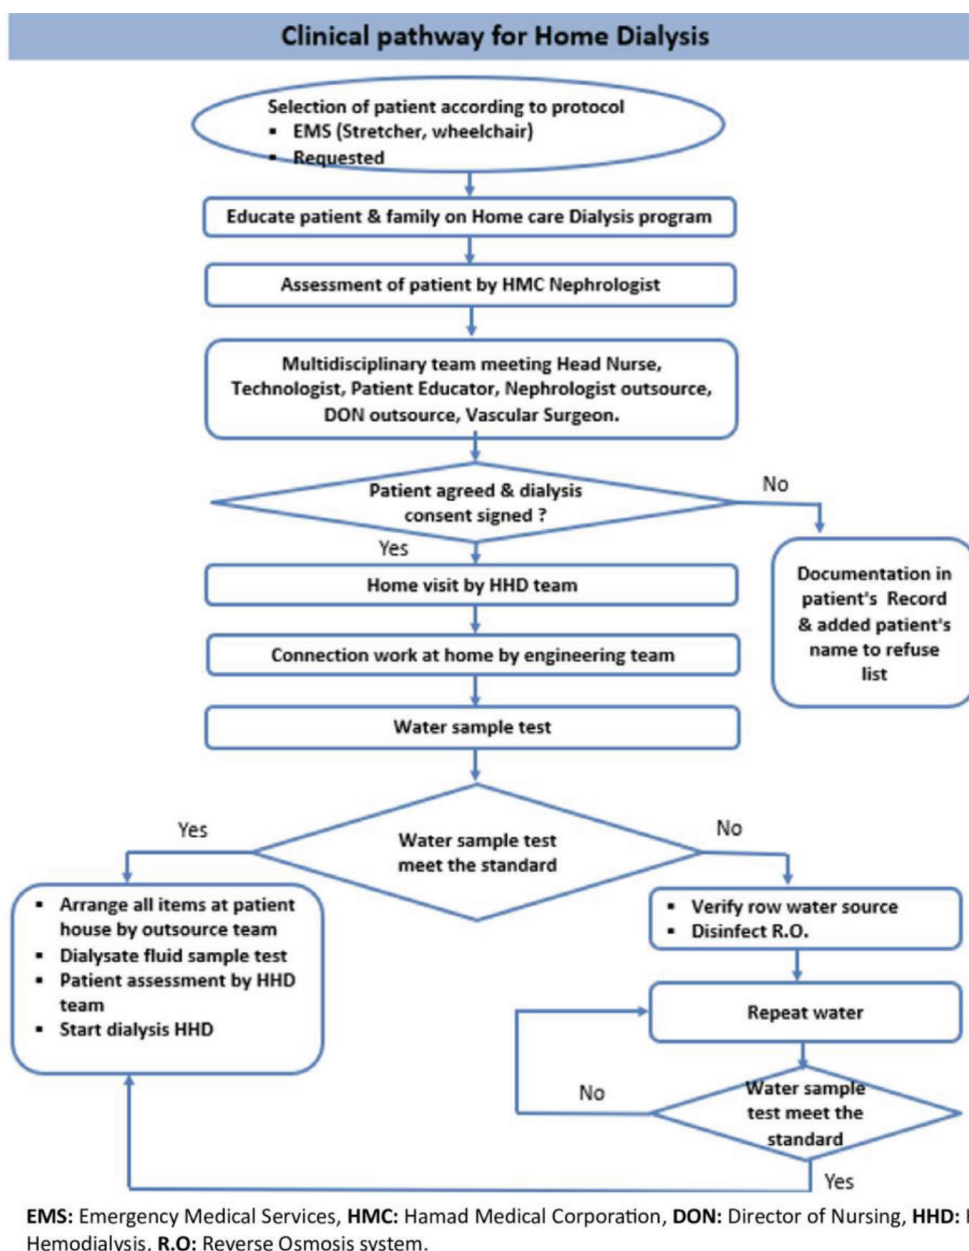 Clinical pathway for Home Dialysis
Selection of patient according to protocol
▪ EMS (Stretcher, wheelchair)
▪ Requested
Educate patient & family on Home care Dialysis program
Assessment of patient by HMC Nephrologist
Multidisciplinary team meeting Head Nurse,
Technologist, Patient Educator, Nephrologist outsource,
DON outsource, Vascular Surgeon.
Patient agreed & dialysis
consent signed ?
No
Yes
Documentation in
patient's Record
& added patient's
name to refuse
list
Home visit by HHD team
Connection work at home by engineering team
Water sample test
Water sample test
meet the standard
Yes
No
▪ Arrange all items at patient
house by outsource team
▪ Dialysate fluid sample test
▪ Patient assessment by HHD
team
▪ Start dialysis HHD
▪ Verify row water source
▪ Disinfect R.O.
Repeat water
Water sample
test meet the
standard
No
Yes
EMS: Emergency Medical Services, HMC: Hamad Medical Corporation, DON: Director of Nursing, HHD:
Hemodialysis, R.O: Reverse Osmosis system.